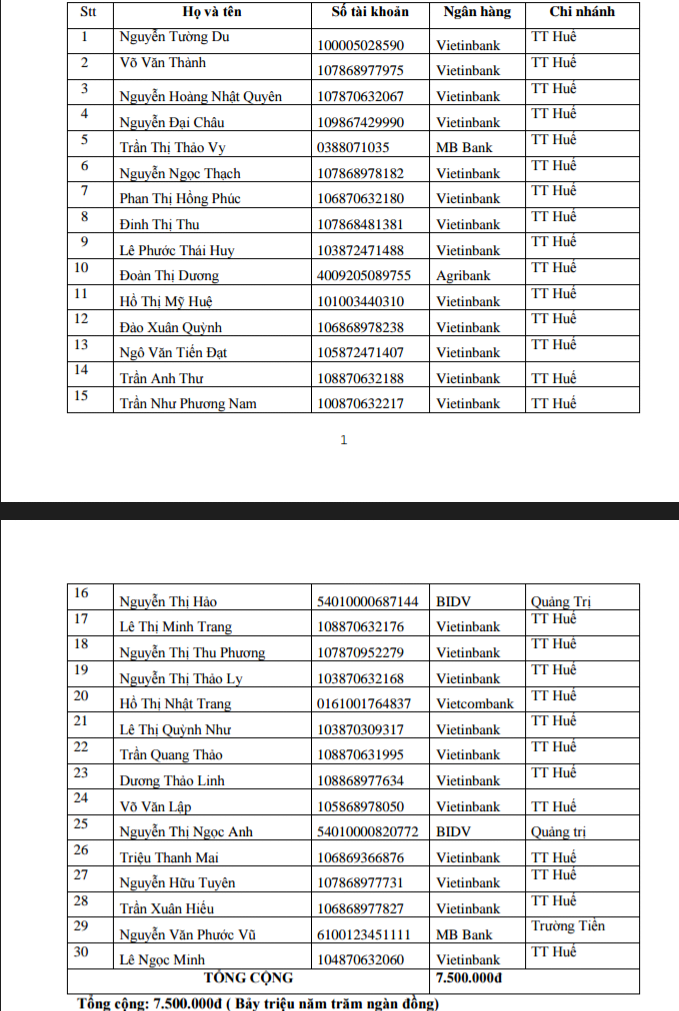 Stt Họ và tên Số tài khoản Ngân hàng Chi nhánh
1 Nguyễn Tường Du 100005028590 Vietinbank TT Huế
2 Võ Văn Thành 107868977975 Vietinbank TT Huế
3 Nguyễn Hoàng Nhật Quyên 107870632067 Vietinbank TT Huế
4 Nguyễn Đại Châu 109867429990 Vietinbank TT Huế
5 Trần Thị Thảo Vy 0388071035 MB Bank TT Huế
6 Nguyễn Ngọc Thạch 107868978182 Vietinbank TT Huế
7 Phan Thị Hồng Phúc 106870632180 Vietinbank TT Huế
8 Đinh Thị Thu 107868481381 Vietinbank TT Huế
9 Lê Phước Thái Huy 103872471488 Vietinbank TT Huế
10 Đoàn Thị Dương 4009205089755 Agribank TT Huế
11 Hồ Thị Mỹ Huệ 101003440310 Vietinbank TT Huế
12 Đào Xuân Quỳnh 106868978238 Vietinbank TT Huế
13 Ngô Văn Tiến Đạt 105872471407 Vietinbank TT Huế
14 Trần Anh Thư 108870632188 Vietinbank TT Huế
15 Trần Như Phương Nam 100870632217 Vietinbank TT Huế
1
16 Nguyễn Thị Hảo 54010000687144 BIDV Quảng Trị
17 Lê Thị Minh Trang 108870632176 Vietinbank TT Huế
18 Nguyễn Thị Thu Phương 107870952279 Vietinbank TT Huế
19 Nguyễn Thị Thảo Ly 103870632168 Vietinbank TT Huế
20 Hồ Thị Nhật Trang 0161001764837 Vietcombank TT Huế
21 Lê Thị Quỳnh Như 103870309317 Vietinbank TT Huế
22 Trần Quang Thảo 108870631995 Vietinbank TT Huế
23 Dương Thảo Linh 108868977634 Vietinbank TT Huế
24 Võ Văn Lập 105868978050 Vietinbank TT Huế
25 Nguyễn Thị Ngọc Anh 54010000820772 BIDV Quảng trị
26 Triệu Thanh Mai 106869366876 Vietinbank TT Huế
27 Nguyễn Hữu Tuyên 107868977731 Vietinbank TT Huế
28 Trần Xuân Hiếu 106868977827 Vietinbank TT Huế
29 Nguyễn Văn Phước Vũ 6100123451111 MB Bank Trường Tiền
30 Lê Ngọc Minh 104870632060 Vietinbank TT Huế
TỔNG CỘNG 7.500.000đ
Tổng cộng: 7.500.000đ ( Bảy triệu năm trăm ngàn đồng)